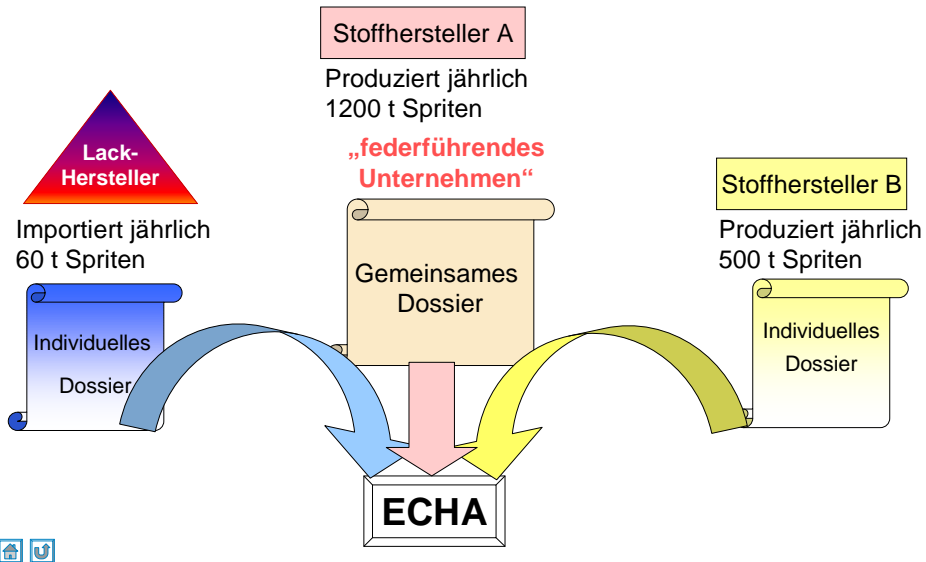 Stoffhersteller A
Produziert jährlich
1200 t Spriten
„federführendes
Unternehmen“
Gemeinsames
Dossier
Lack-
Hersteller
Importiert jährlich
60 t Spriten
Individuelles
Dossier
Stoffhersteller B
Produziert jährlich
500 t Spriten
Individuelles
Dossier
ECHA